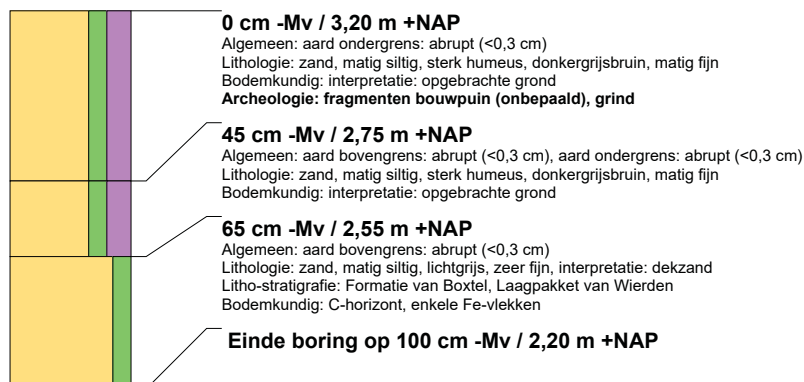 0 cm -Mv / 3,20 m +NAP
Algemeen: aard ondergrens: abrupt (<0,3 cm)
Lithologie: zand, matig siltig, sterk humeus, donkergrijsbruin, matig fijn
Bodemkundig: interpretatie: opgebrachte grond
Archeologie: fragmenten bouwpuin (onbepaald), grind
45 cm -Mv / 2,75 m +NAP
Algemeen: aard bovengrens: abrupt (<0,3 cm), aard ondergrens: abrupt (<0,3 cm)
Lithologie: zand, matig siltig, sterk humeus, donkergrijsbruin, matig fijn
Bodemkundig: interpretatie: opgebrachte grond
65 cm -Mv / 2,55 m +NAP
Algemeen: aard bovengrens: abrupt (<0,3 cm)
Lithologie: zand, matig siltig, lichtgrijs, zeer fijn, interpretatie: dekzand
Litho-stratigrafie: Formatie van Boxtel, Laagpakket van Wierden
Bodemkundig: C-horizont, enkele Fe-vlekken
Einde boring op 100 cm -Mv / 2,20 m +NAP